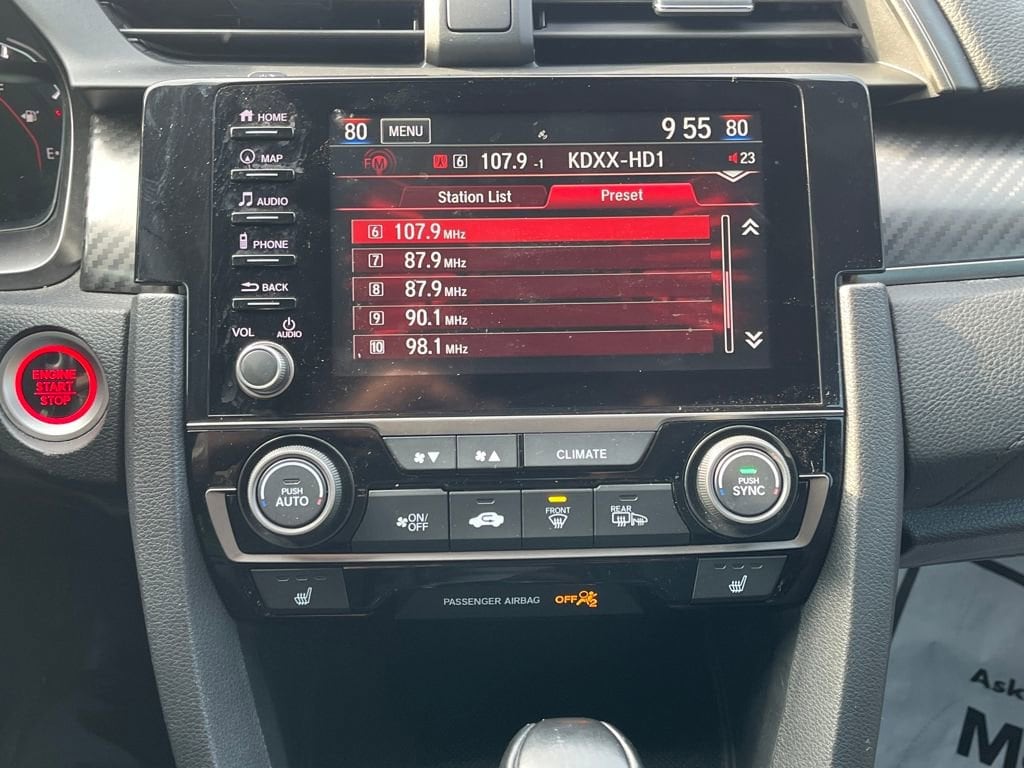 HOME
MAP
AUDIO
PHONE
BACK
VOL
AUDIO
80 MENU 9 55 80
FM 6 107.9 -1 KDXX-HD1 23
Station List Preset
6 107.9 MHz
7 87.9 MHz
8 87.9 MHz
9 90.1 MHz
10 98.1 MHz
E
ENGINE
START
STOP
CLIMATE
PUSH
AUTO
ON/
OFF
FRONT
REAR
PUSH
SYNC
PASSENGER AIRBAG OFF 2
Ask
M